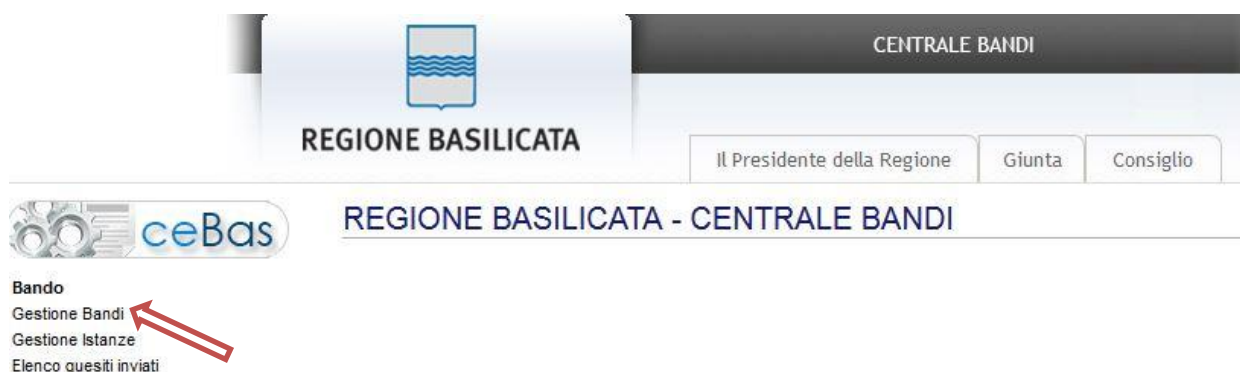 CENTRALE BANDI
REGIONE BASILICATA
Il Presidente della Regione
Giunta
Consiglio
ceBas
REGIONE BASILICATA - CENTRALE BANDI
Bando
Gestione Bandi
Gestione Istanze
Elenco quesiti inviati